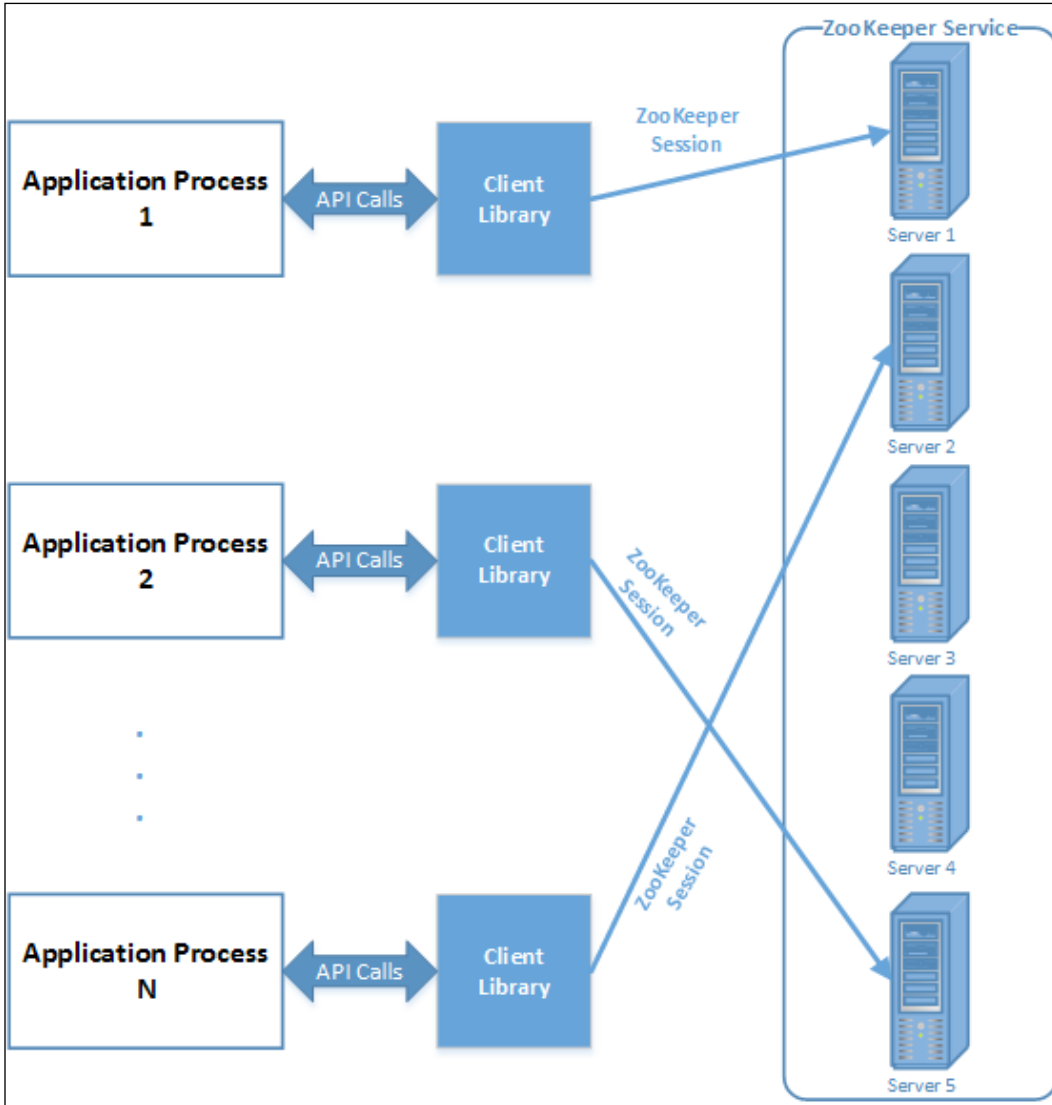 ZooKeeper Service
ZooKeeper
Session
Application Process
1
API Calls
Client
Library
Server 1
Server 2
Application Process
2
API Calls
Client
Library
ZooKeeper
Session
Server 3
.
.
.
Server 4
ZooKeeper
Session
Application Process
N
API Calls
Client
Library
Server 5